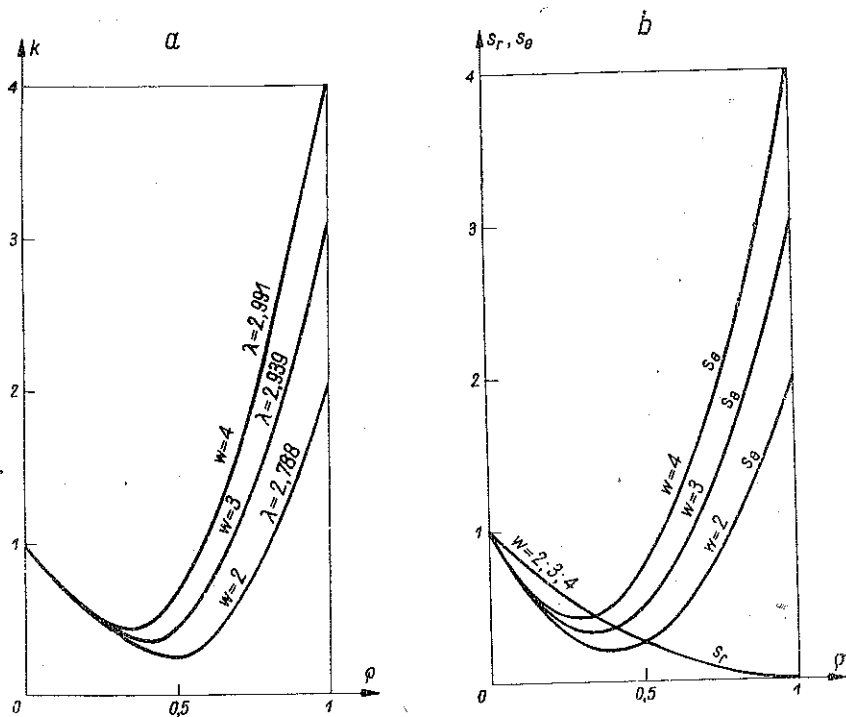 a
k
4
3
2
1
0
0,5
1
ρ
λ=2,991
λ=2,939
λ=2,788
w=4
w=3
w=2
b
s_r, s_θ
4
3
2
1
0
0,5
1
ρ
s_θ
s_θ
s_θ
w=4
w=3
w=2
w=2;3;4
s_r